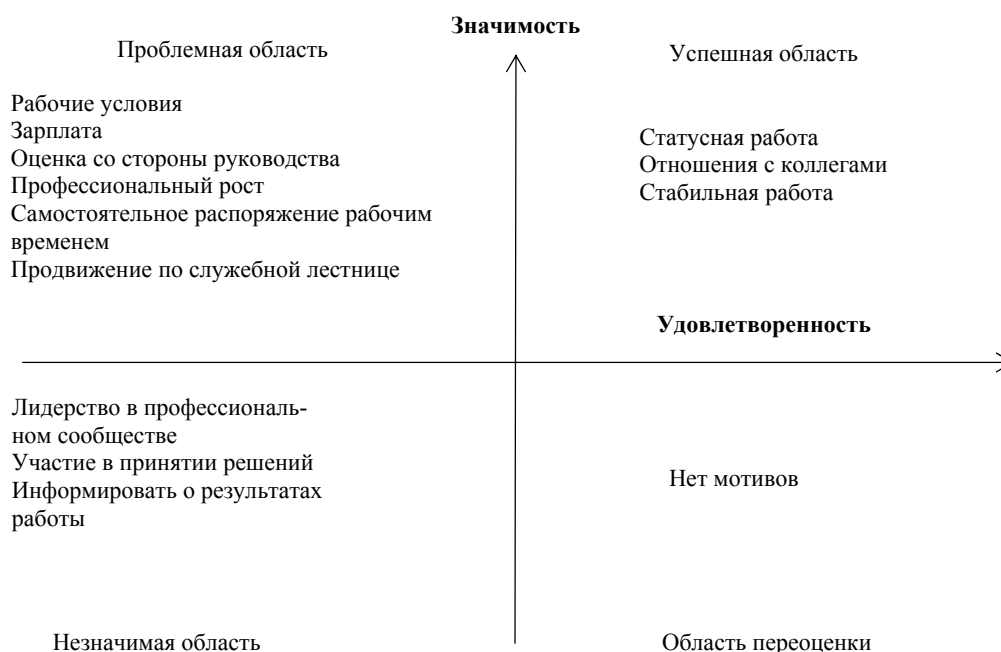 Значимость
Проблемная область
Успешная область
Рабочие условия
Зарплата
Оценка со стороны руководства
Профессиональный рост
Самостоятельное распоряжение рабочим
временем
Продвижение по служебной лестнице
Статусная работа
Отношения с коллегами
Стабильная работа
Удовлетворенность
Лидерство в профессиональ-
ном сообществе
Участие в принятии решений
Информировать о результатах
работы
Нет мотивов
Незначимая область
Область переоценки